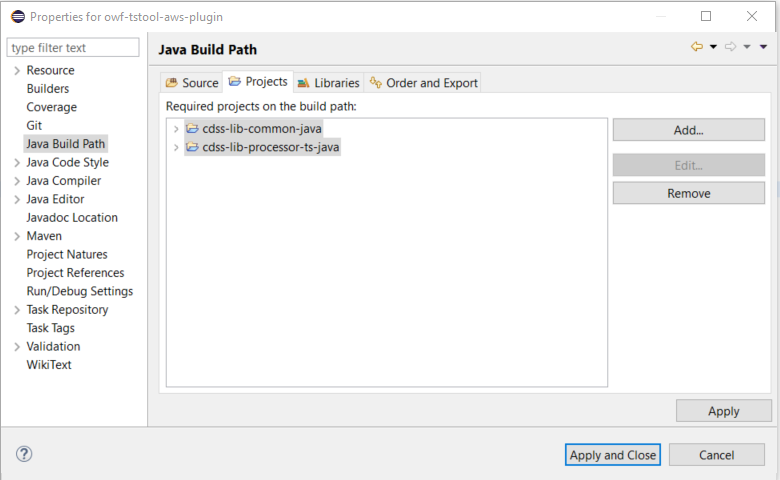 Properties for owf-tstool-aws-plugin
type filter text
Resource
Builders
Coverage
Git
Java Build Path
Java Code Style
Java Compiler
Java Editor
Javadoc Location
Maven
Project Natures
Project References
Run/Debug Settings
Task Repository
Task Tags
Validation
WikiText
Java Build Path
Source Projects Libraries Order and Export
Required projects on the build path:
cdss-lib-common-java
cdss-lib-processor-ts-java
Add...
Edit...
Remove
Apply
? Apply and Close Cancel